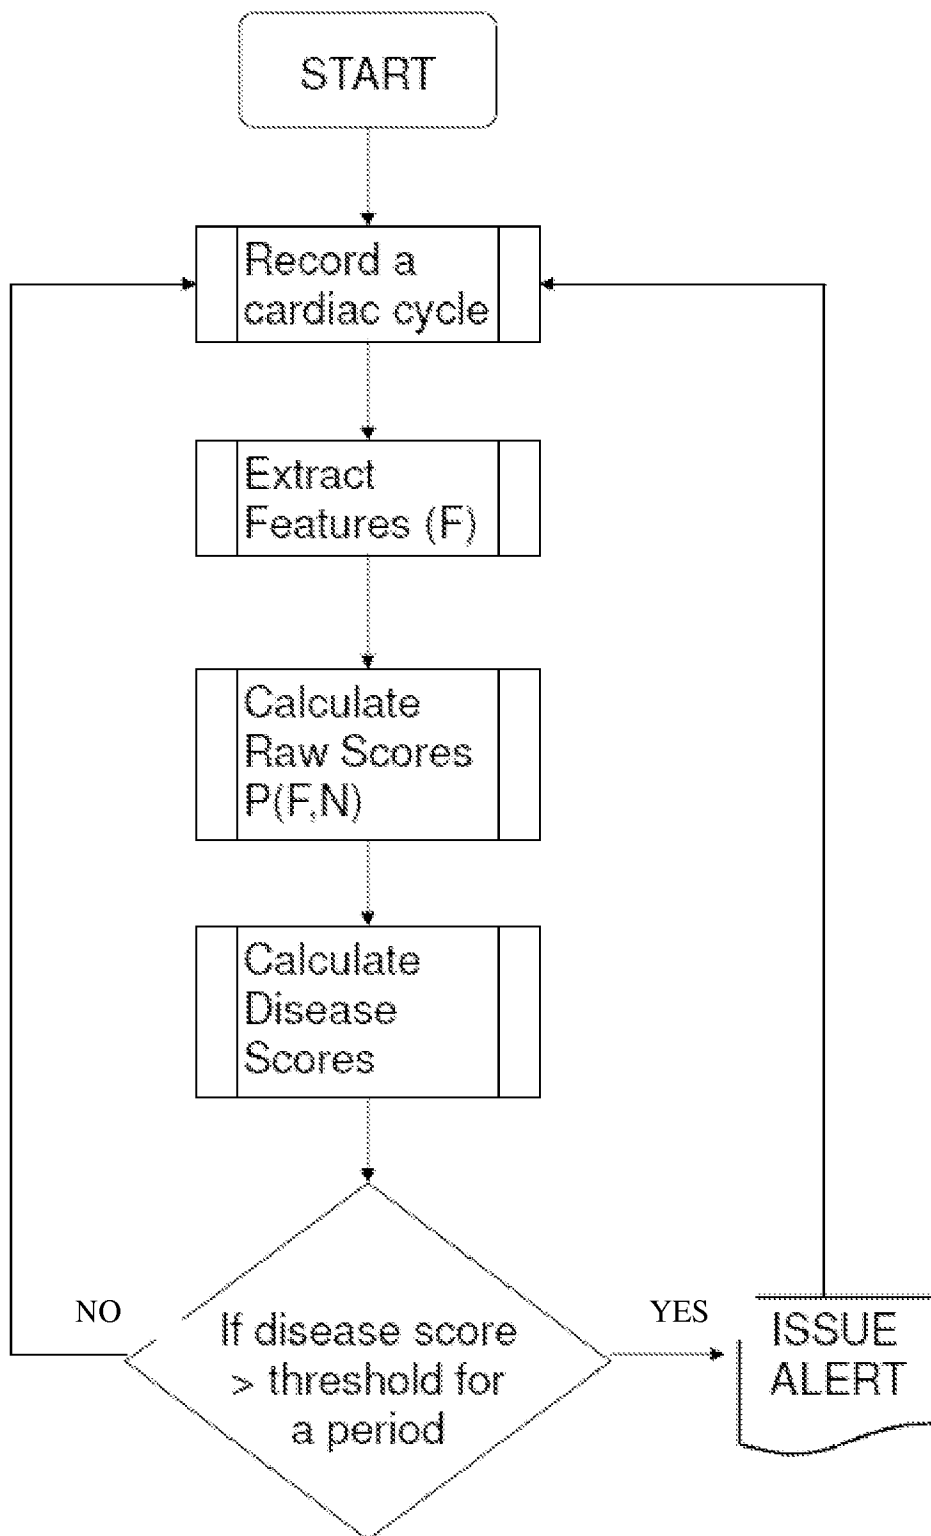 START
Record a
cardiac cycle
Extract
Features (F)
Calculate
Raw Scores
P(F,N)
Calculate
Disease
Scores
NO
If disease score
> threshold for
a period
YES
ISSUE
ALERT